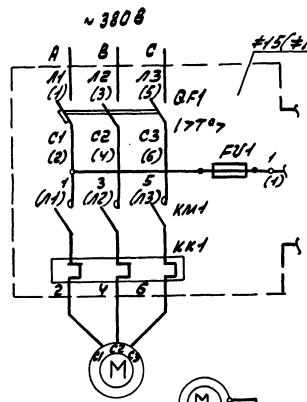 ~380В
А В С
Л1 Л2 Л3
(1) (3) (5)
QF1
I>T°>
С1 С2 С3
(2) (4) (6)
FU1
1
(1)
1 3 5
(Л1) (Л2) (Л3)
КМ1
КК1
2 4 6
С1 С2 С3
М
М